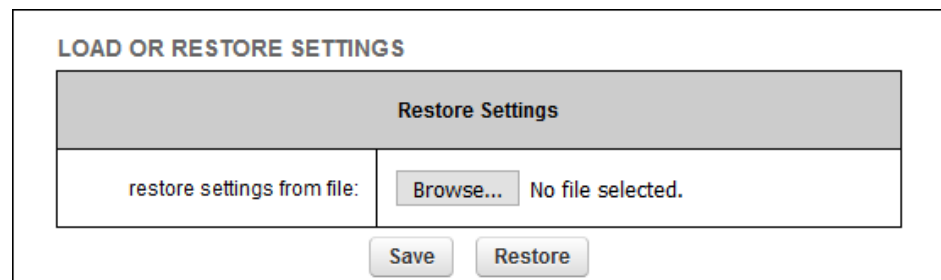 LOAD OR RESTORE SETTINGS
Restore Settings
restore settings from file: Browse... No file selected.
Save Restore